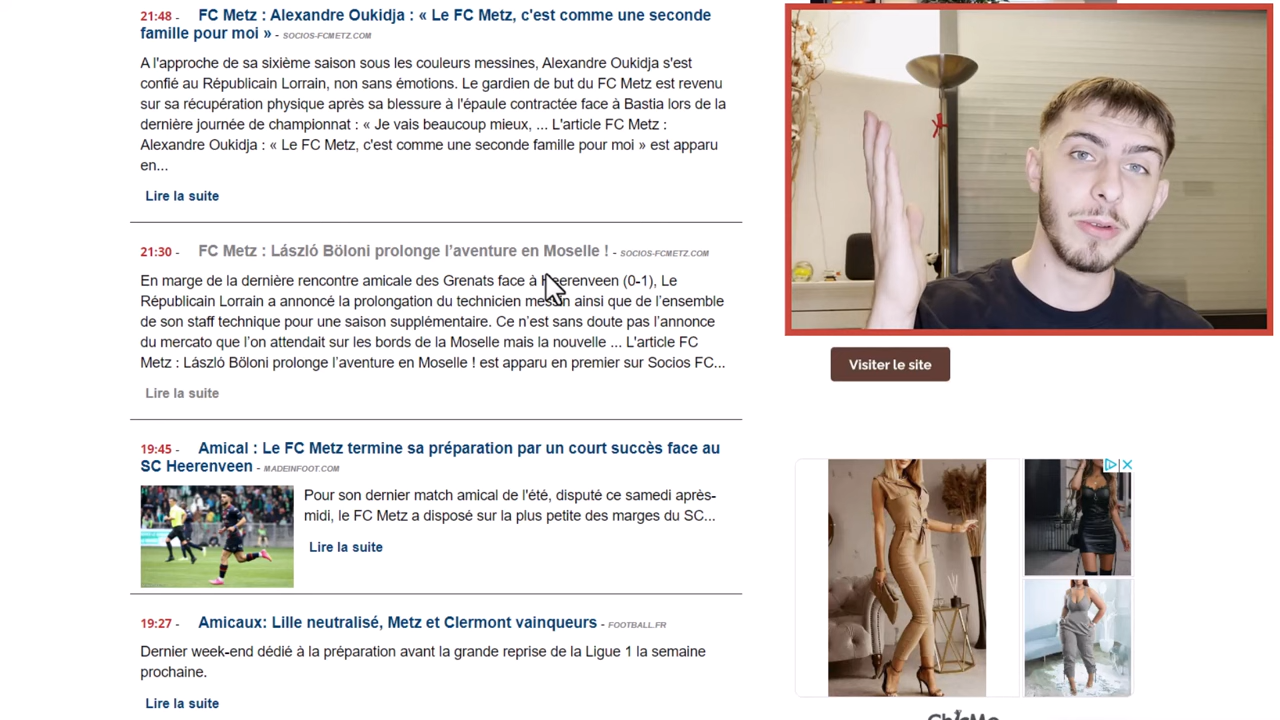 21:48 - FC Metz : Alexandre Oukidja : « Le FC Metz, c'est comme une seconde
famille pour moi » - SOCIOS-FCMETZ.COM
A l'approche de sa sixième saison sous les couleurs messines, Alexandre Oukidja s'est
confié au Républicain Lorrain, non sans émotions. Le gardien de but du FC Metz est revenu
sur sa récupération physique après sa blessure à l'épaule contractée face à Bastia lors de la
dernière journée de championnat : « Je vais beaucoup mieux, ... L'article FC Metz :
Alexandre Oukidja : « Le FC Metz, c'est comme une seconde famille pour moi » est apparu
en...
Lire la suite
21:30 - FC Metz : László Bölöni prolonge l'aventure en Moselle ! - SOCIOS-FCMETZ.COM
En marge de la dernière rencontre amicale des Grenats face à Heerenveen (0-1), Le
Républicain Lorrain a annoncé la prolongation du technicien messin ainsi que de l'ensemble
de son staff technique pour une saison supplémentaire. Ce n'est sans doute pas l'annonce
du mercato que l'on attendait sur les bords de la Moselle mais la nouvelle ... L'article FC
Metz : László Bölöni prolonge l'aventure en Moselle ! est apparu en premier sur Socios FC...
Lire la suite
19:45 - Amical : Le FC Metz termine sa préparation par un court succès face au
SC Heerenveen - MADEINFOOT.COM
Pour son dernier match amical de l'été, disputé ce samedi après-
midi, le FC Metz a disposé sur la plus petite des marges du SC...
Lire la suite
19:27 - Amicaux: Lille neutralisé, Metz et Clermont vainqueurs - FOOTBALL.FR
Dernier week-end dédié à la préparation avant la grande reprise de la Ligue 1 la semaine
prochaine.
Lire la suite
Visiter le site